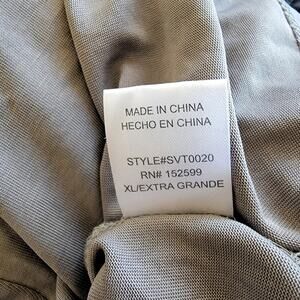 MADE IN CHINA
HECHO EN CHINA
STYLE#SVT0020
RN# 152599
XL/EXTRA GRANDE